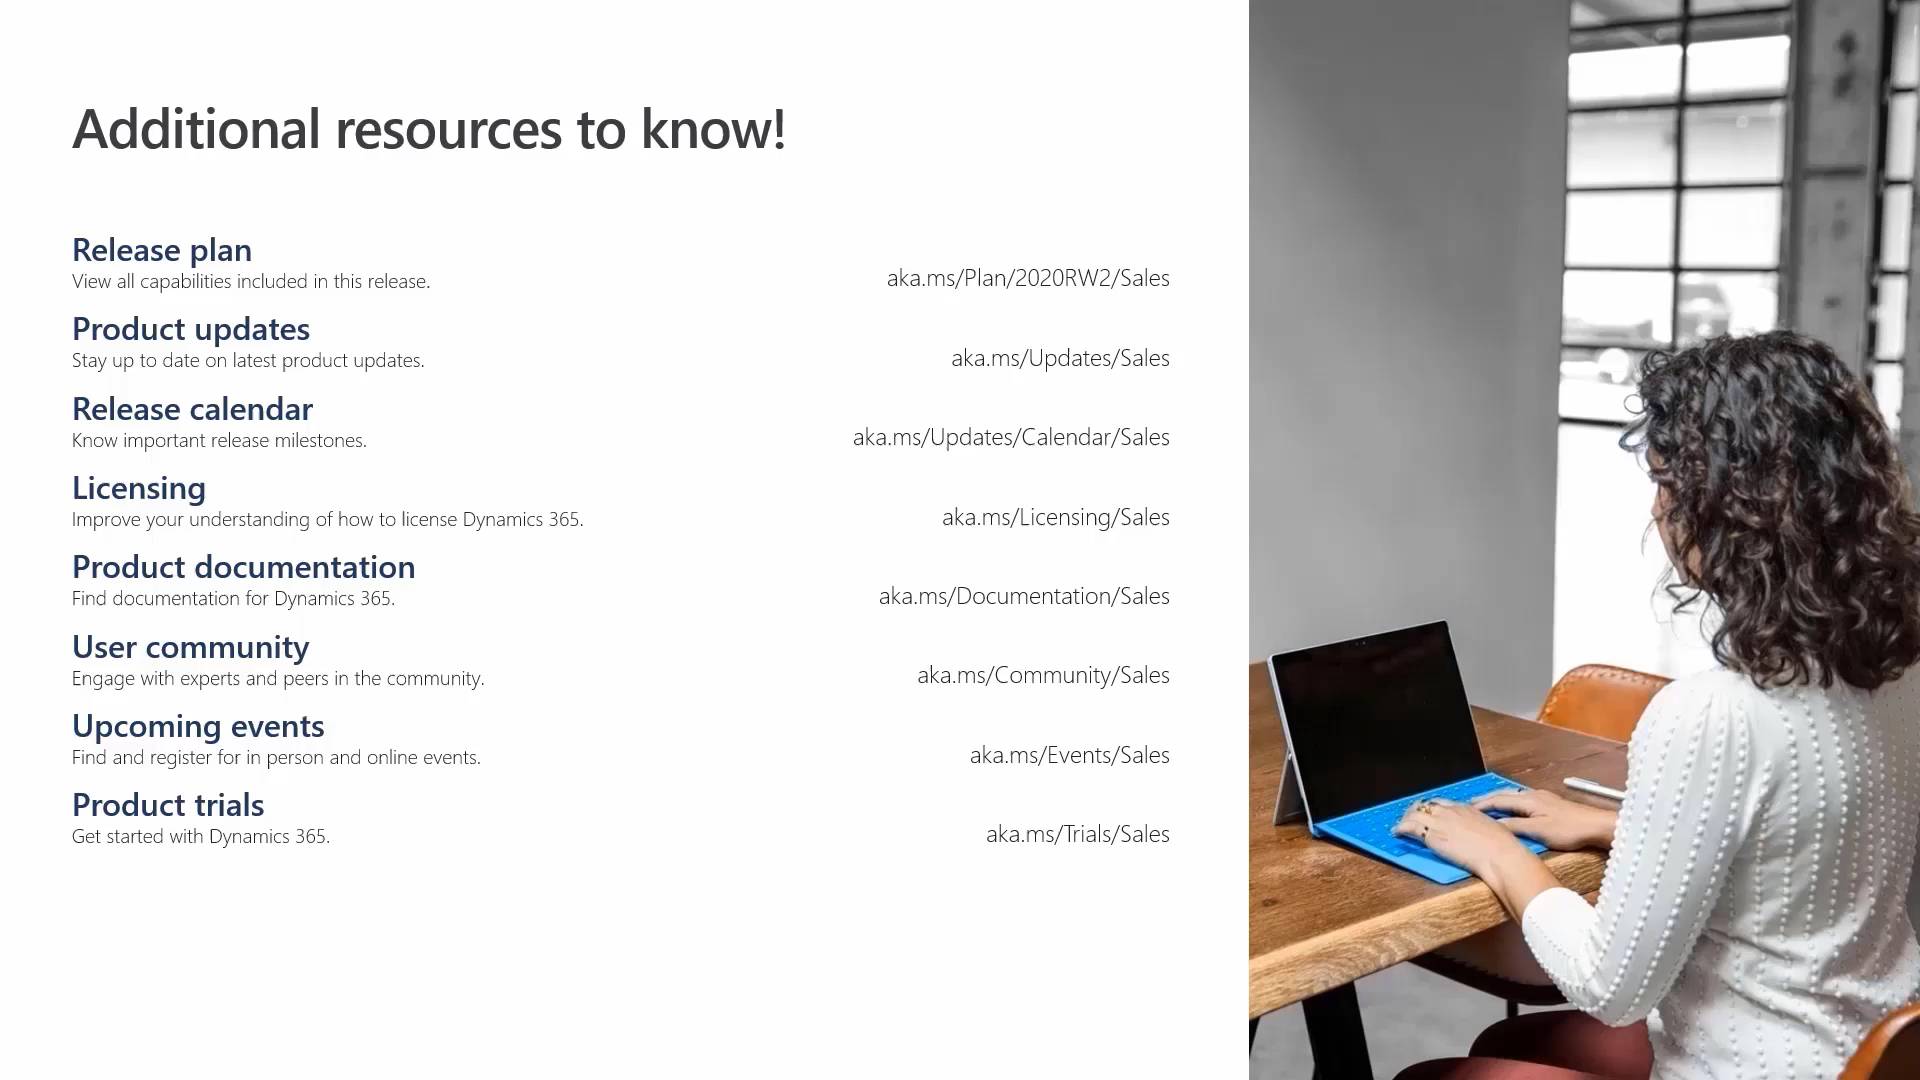 Additional resources to know!
Release plan
View all capabilities included in this release.
aka.ms/Plan/2020RW2/Sales
Product updates
Stay up to date on latest product updates.
aka.ms/Updates/Sales
Release calendar
Know important release milestones.
aka.ms/Updates/Calendar/Sales
Licensing
Improve your understanding of how to license Dynamics 365.
aka.ms/Licensing/Sales
Product documentation
Find documentation for Dynamics 365.
aka.ms/Documentation/Sales
User community
Engage with experts and peers in the community.
aka.ms/Community/Sales
Upcoming events
Find and register for in person and online events.
aka.ms/Events/Sales
Product trials
Get started with Dynamics 365.
aka.ms/Trials/Sales